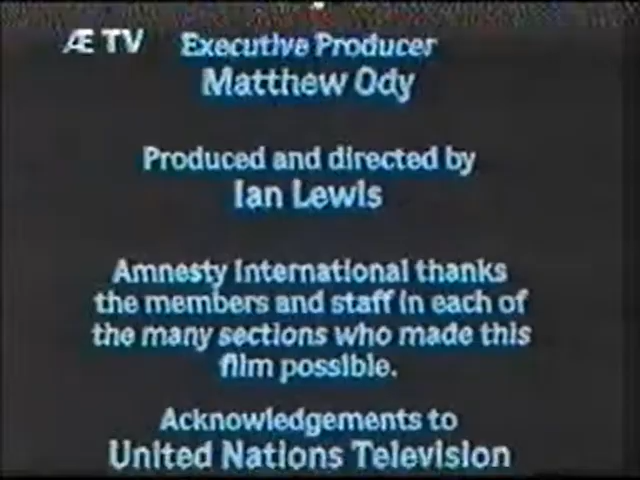 ÆTV
Executive Producer
Matthew Ody
Produced and directed by
Ian Lewis
Amnesty International thanks
the members and staff in each of
the many sections who made this
film possible.
Acknowledgements to
United Nations Television